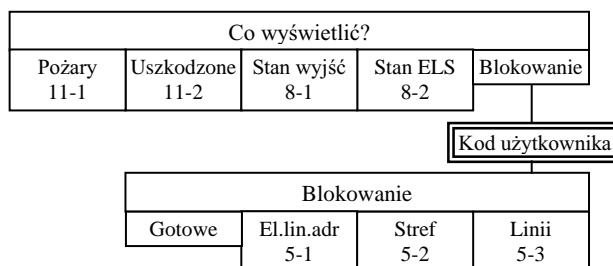 Co wyświetlić?
Pożary Uszkodzone Stan wyjść Stan ELS Blokowanie
11-1 11-2 8-1 8-2
Kod użytkownika
Blokowanie
Gotowe El.lin.adr Stref Linii
5-1 5-2 5-3